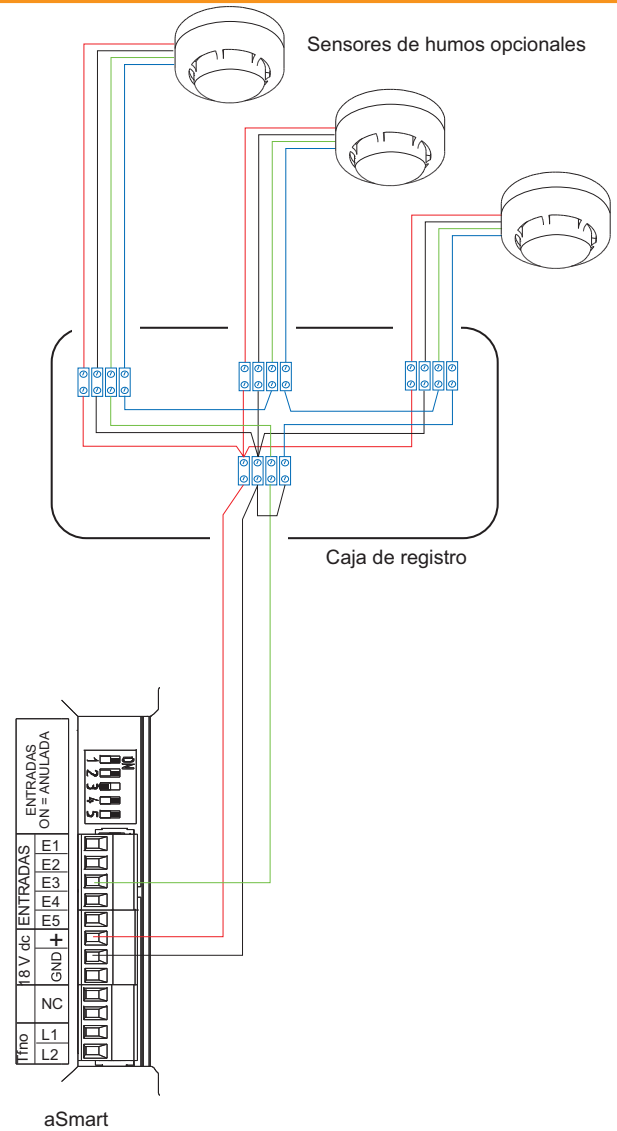 Sensores de humos opcionales
Caja de registro
ENTRADAS
ON = ANULADA
ON
1
2
3
4
5
ENTRADAS
E1
E2
E3
E4
E5
18 V dc
+
GND
NC
Tfno
L1
L2
aSmart